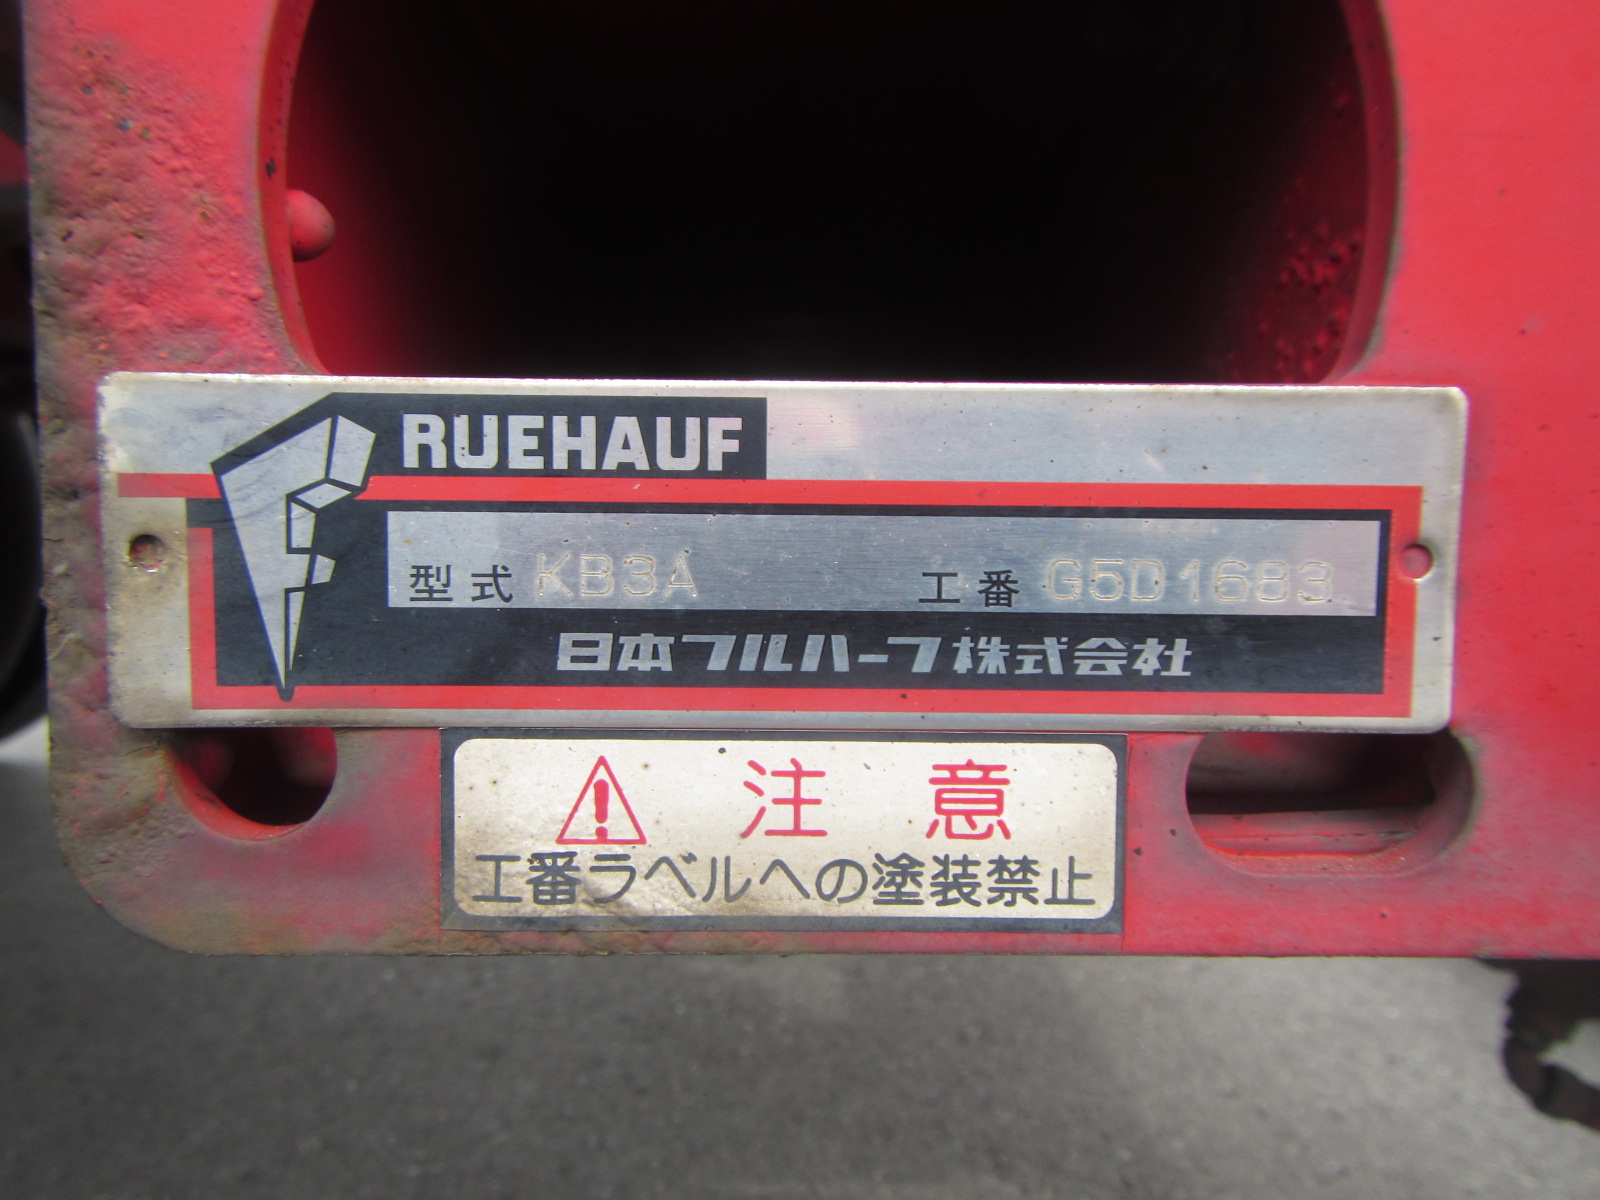 FRUEHAUF
型式 KB3A 工番 G5D1683
日本フルハーフ株式会社
⚠ 注意
工番ラベルへの塗装禁止